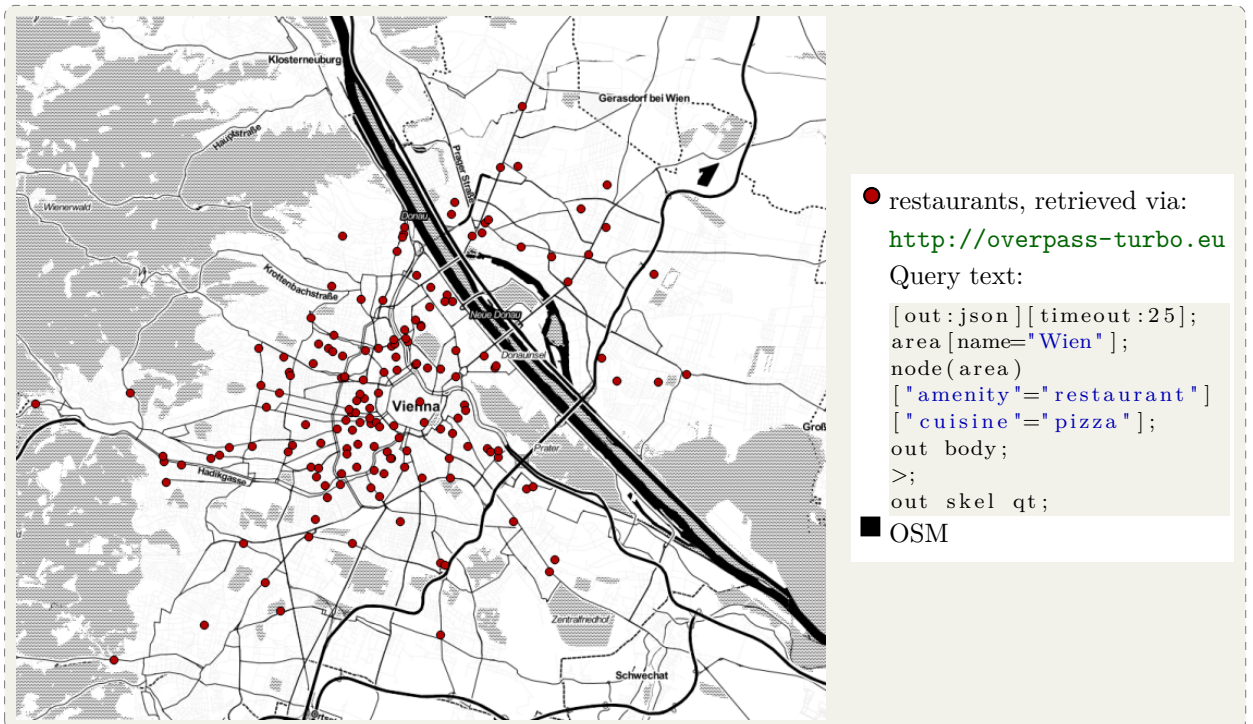 Klosterneuburg
Gerasdorf bei Wien
Hauptstraße
Prager Straße
Wienerwald
Donau
Krottenbachstraße
Neue Donau
Donauinsel
Vienna
Prater
Hadikgasse
Zentralfriedhof
Schwechat
restaurants, retrieved via:
http://overpass-turbo.eu
Query text:
[out:json][timeout:25];
area[name="Wien"];
node(area)
["amenity"="restaurant"]
["cuisine"="pizza"];
out body;
>;
out skel qt;
OSM